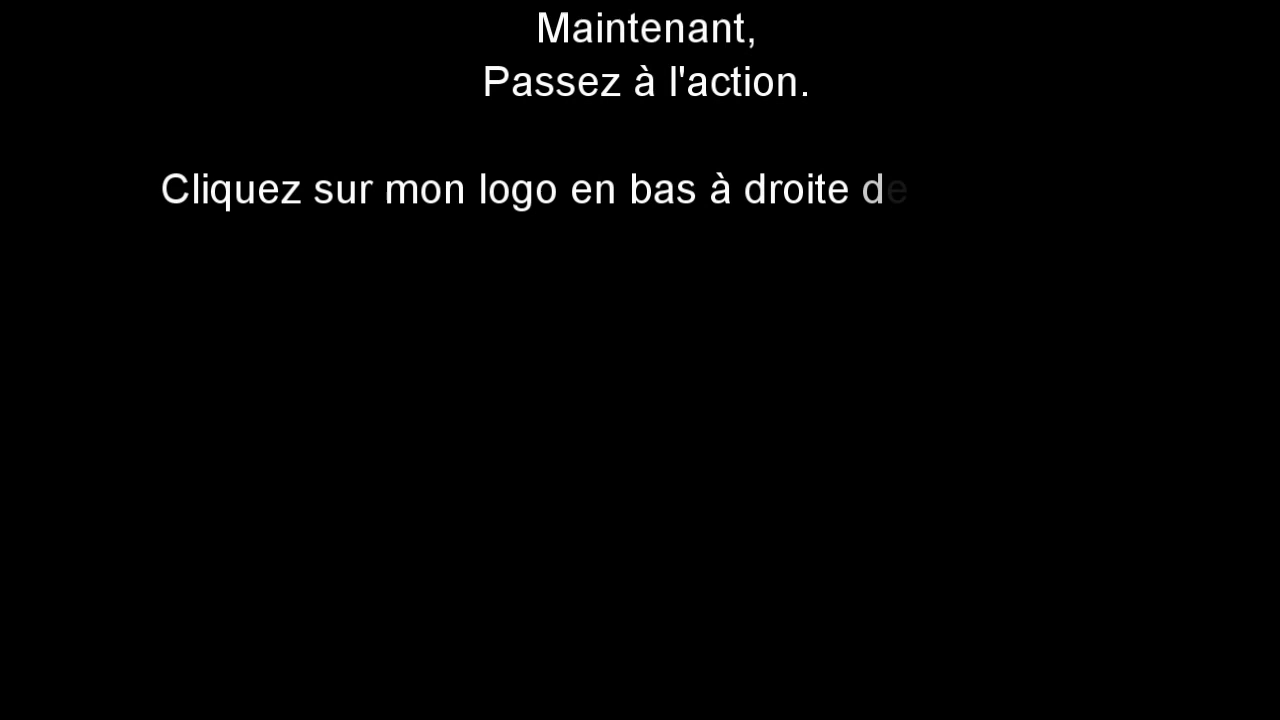 Maintenant,
Passez à l'action.
Cliquez sur mon logo en bas à droite de